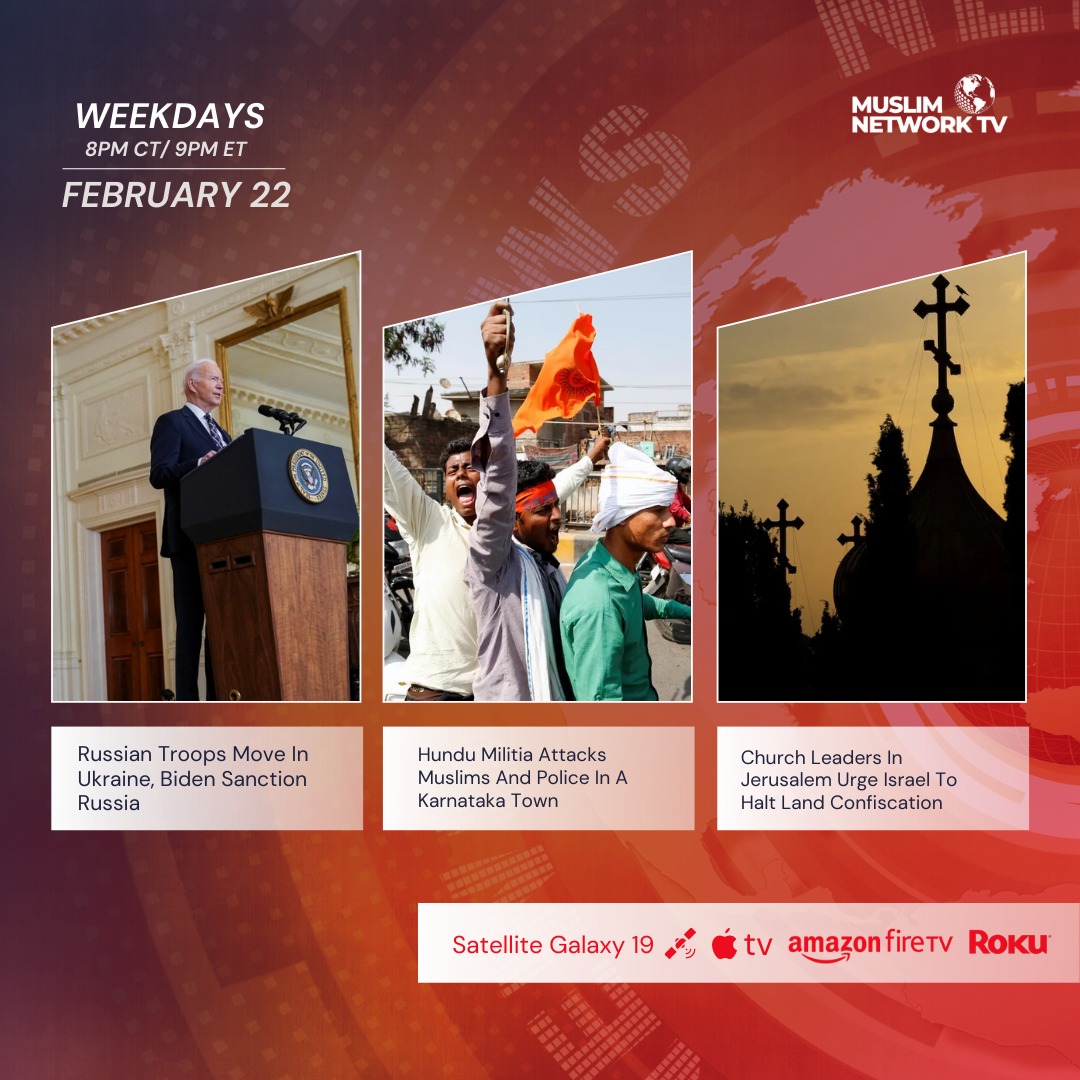 WEEKDAYS
8PM CT/ 9PM ET
FEBRUARY 22
MUSLIM
NETWORK TV
NEWS
Russian Troops Move In
Ukraine, Biden Sanction
Russia
Hundu Militia Attacks
Muslims And Police In A
Karnataka Town
Church Leaders In
Jerusalem Urge Israel To
Halt Land Confiscation
Satellite Galaxy 19
tv
amazon fireTV
ROKU